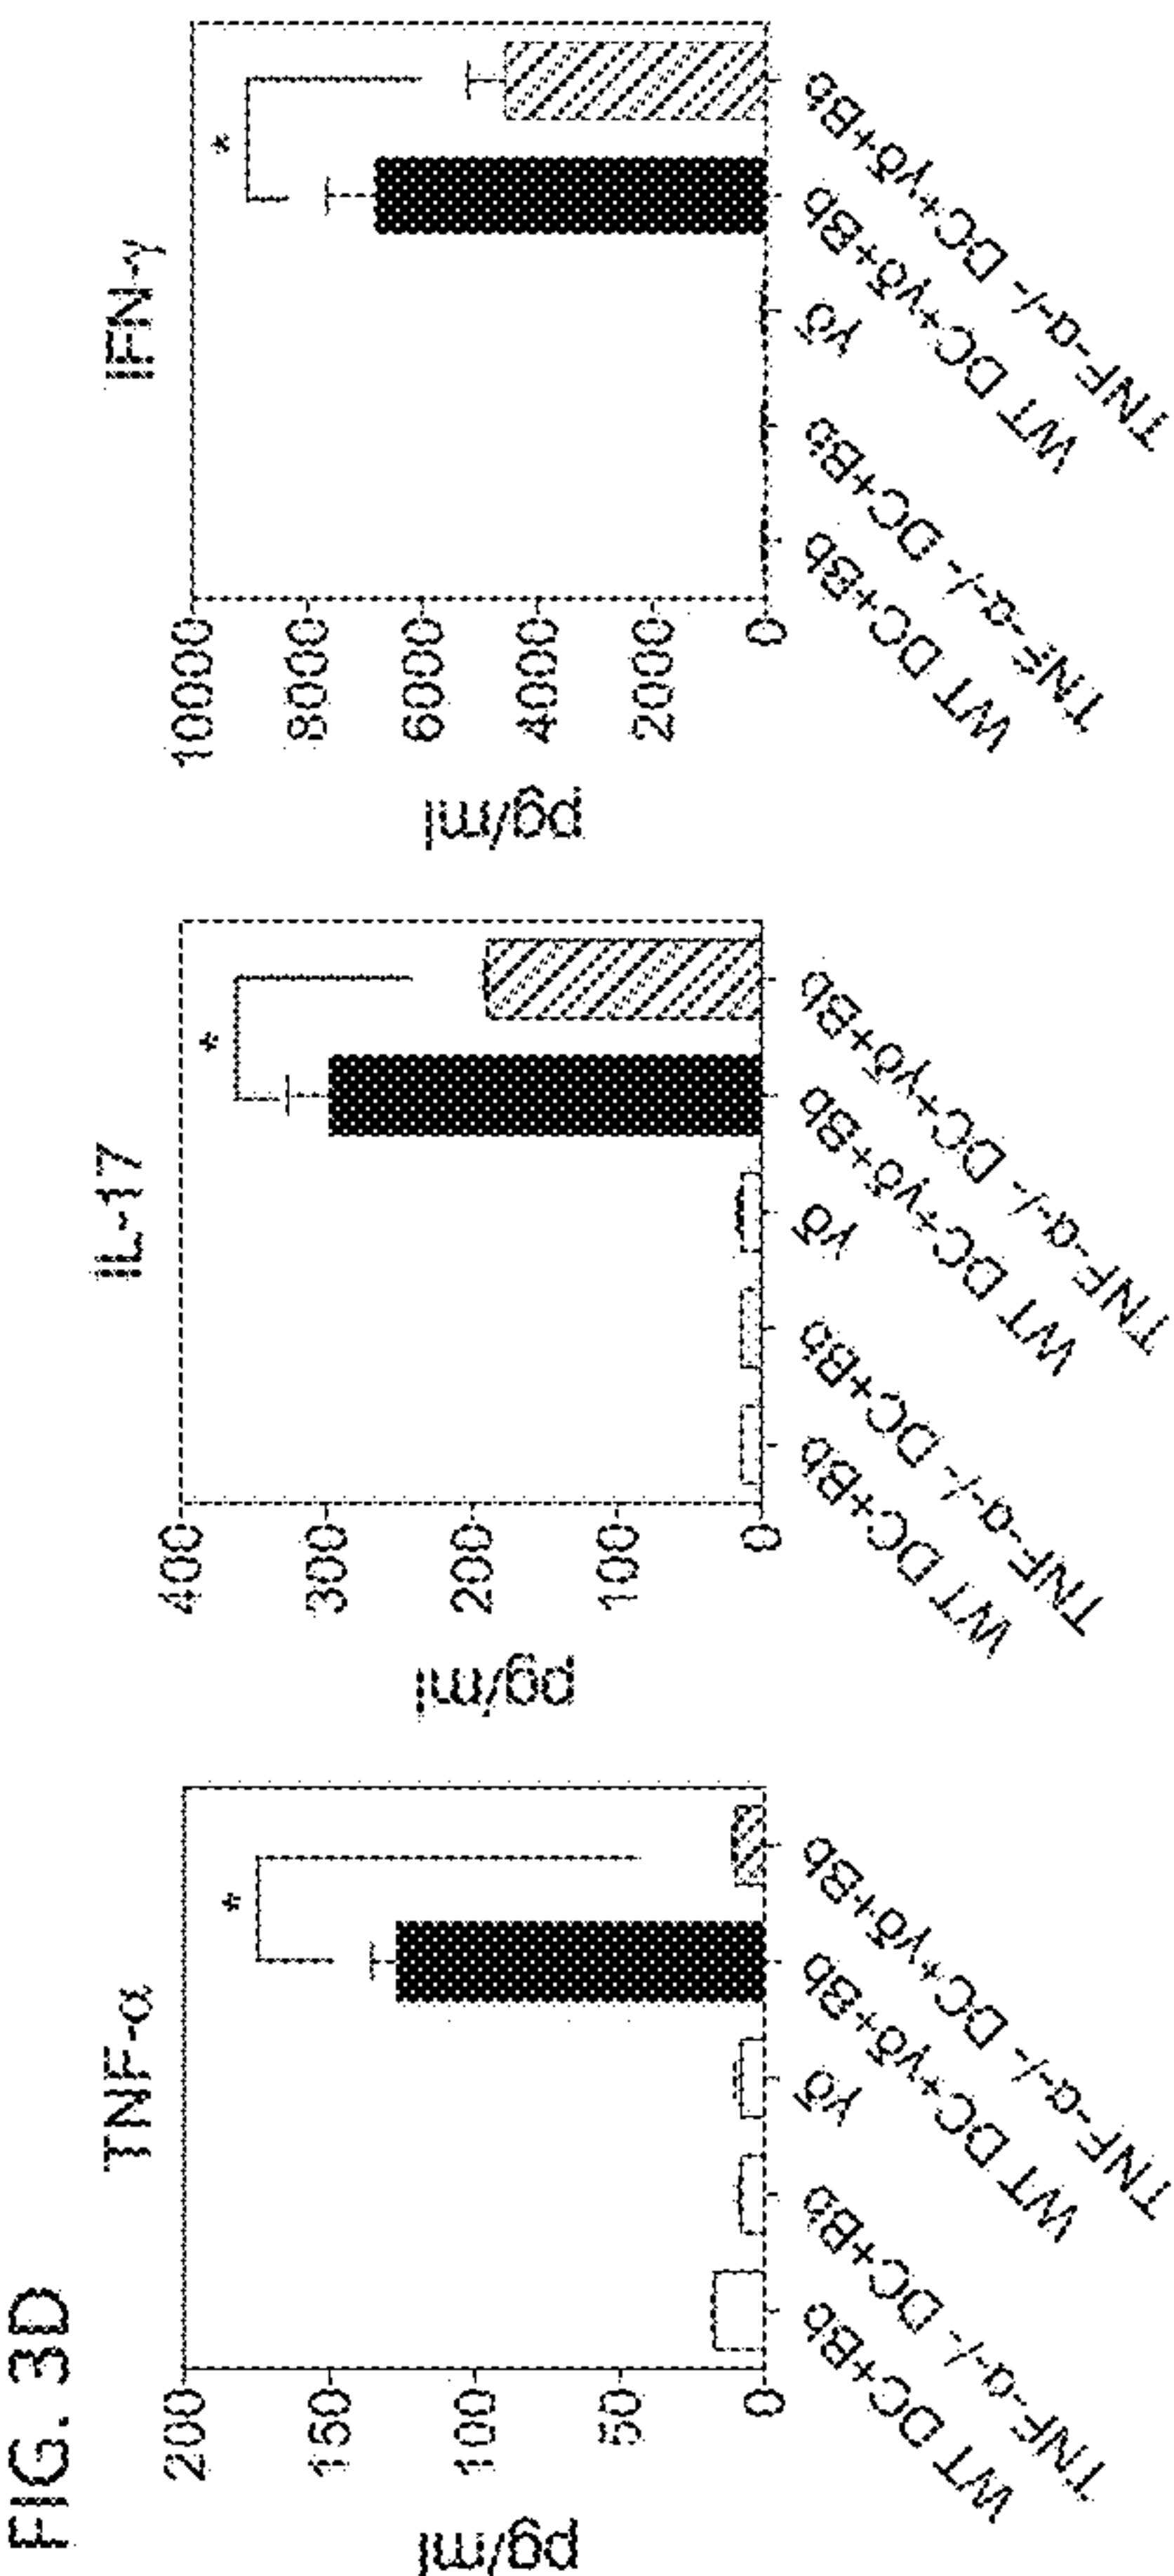 FIG. 3D
TNF-α
*
pg/ml
200
150
100
50
0
WT DC+Bb
TNF-α-/- DC+Bb
γδ
WT DC+γδ+Bb
TNF-α-/- DC+γδ+Bb
IL-17
*
pg/ml
400
300
200
100
0
WT DC+Bb
TNF-α-/- DC+Bb
γδ
WT DC+γδ+Bb
TNF-α-/- DC+γδ+Bb
IFN-γ
*
pg/ml
10000
8000
6000
4000
2000
0
WT DC+Bb
TNF-α-/- DC+Bb
γδ
WT DC+γδ+Bb
TNF-α-/- DC+γδ+Bb